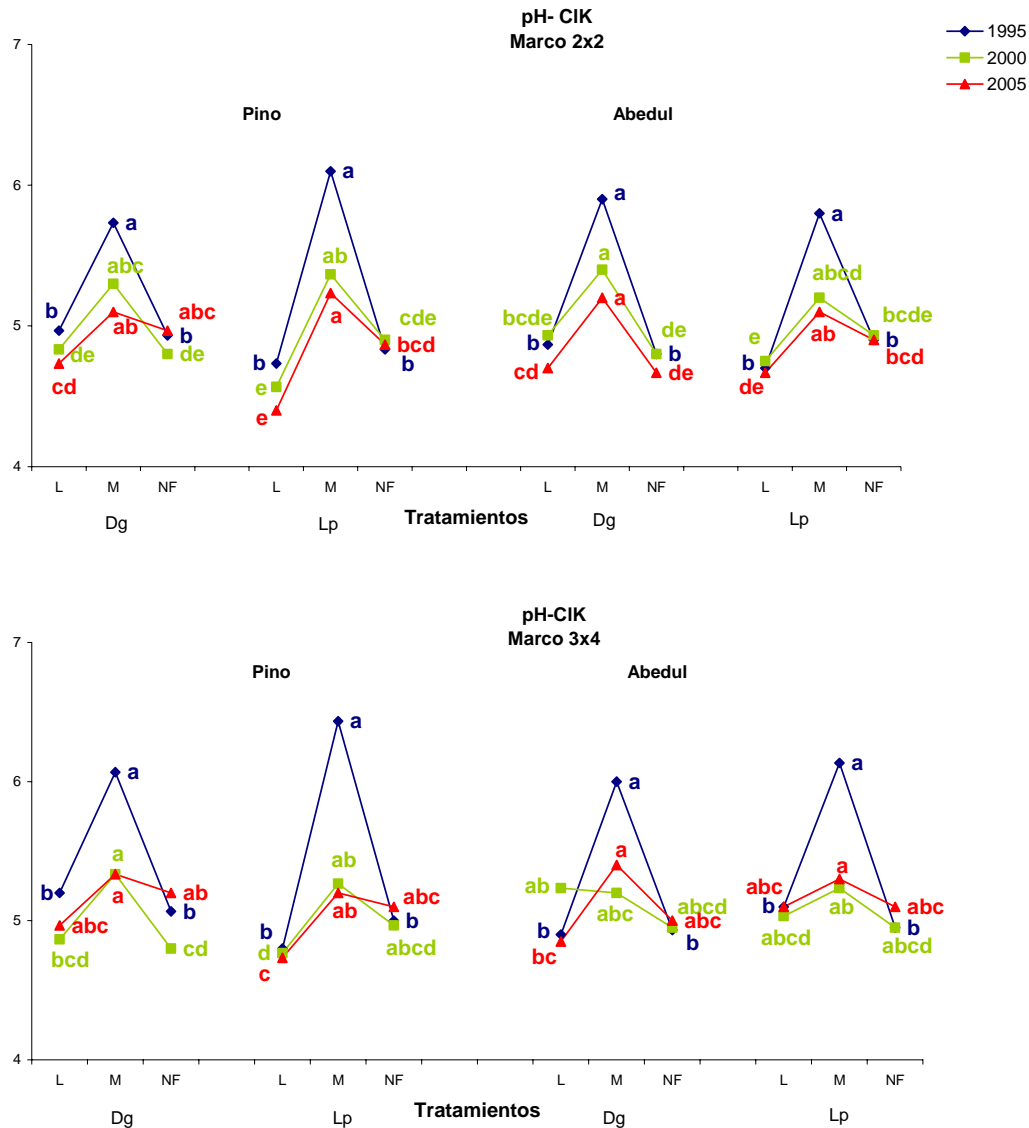 pH- ClK
Marco 2x2
1995
2000
2005
7
6
5
4
Pino
Abedul
a
abc
b
de
cd
ab
abc
b
de
a
ab
b
e
e
a
cde
bcd
b
a
a
bcde
b
cd
a
de
b
de
a
abcd
e
b
de
ab
bcde
b
bcd
L M NF L M NF L M NF L M NF
Dg Lp Tratamientos Dg Lp
pH-ClK
Marco 3x4
7
6
5
4
Pino
Abedul
a
a
b
abc
bcd
a
ab
b
cd
a
ab
b
d
c
ab
abc
b
abcd
a
a
ab
b
bc
abc
abcd
abc
b
a
a
abc
b
abcd
ab
abc
b
abcd
L M NF L M NF L M NF L M NF
Dg Lp Tratamientos Dg Lp